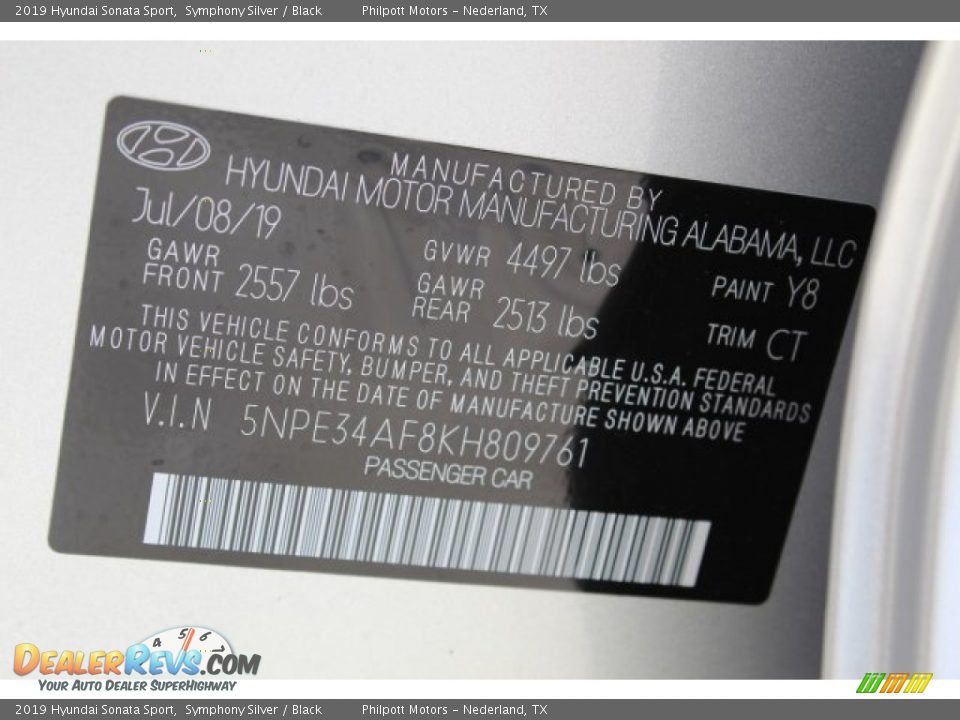 2019 Hyundai Sonata Sport, Symphony Silver / Black Philpott Motors - Nederland, TX
MANUFACTURED BY
HYUNDAI MOTOR MANUFACTURING ALABAMA, LLC
Jul/08/19
GAWR FRONT 2557 lbs
GVWR 4497 lbs
GAWR REAR 2513 lbs
PAINT Y8
TRIM CT
THIS VEHICLE CONFORMS TO ALL APPLICABLE U.S.A. FEDERAL
MOTOR VEHICLE SAFETY, BUMPER, AND THEFT PREVENTION STANDARDS
IN EFFECT ON THE DATE OF MANUFACTURE SHOWN ABOVE
V.I.N 5NPE34AF8KH809761
PASSENGER CAR
4 5 6
DEALERREVS.COM
YOUR AUTO DEALER SUPERHIGHWAY
2019 Hyundai Sonata Sport, Symphony Silver / Black Philpott Motors - Nederland, TX